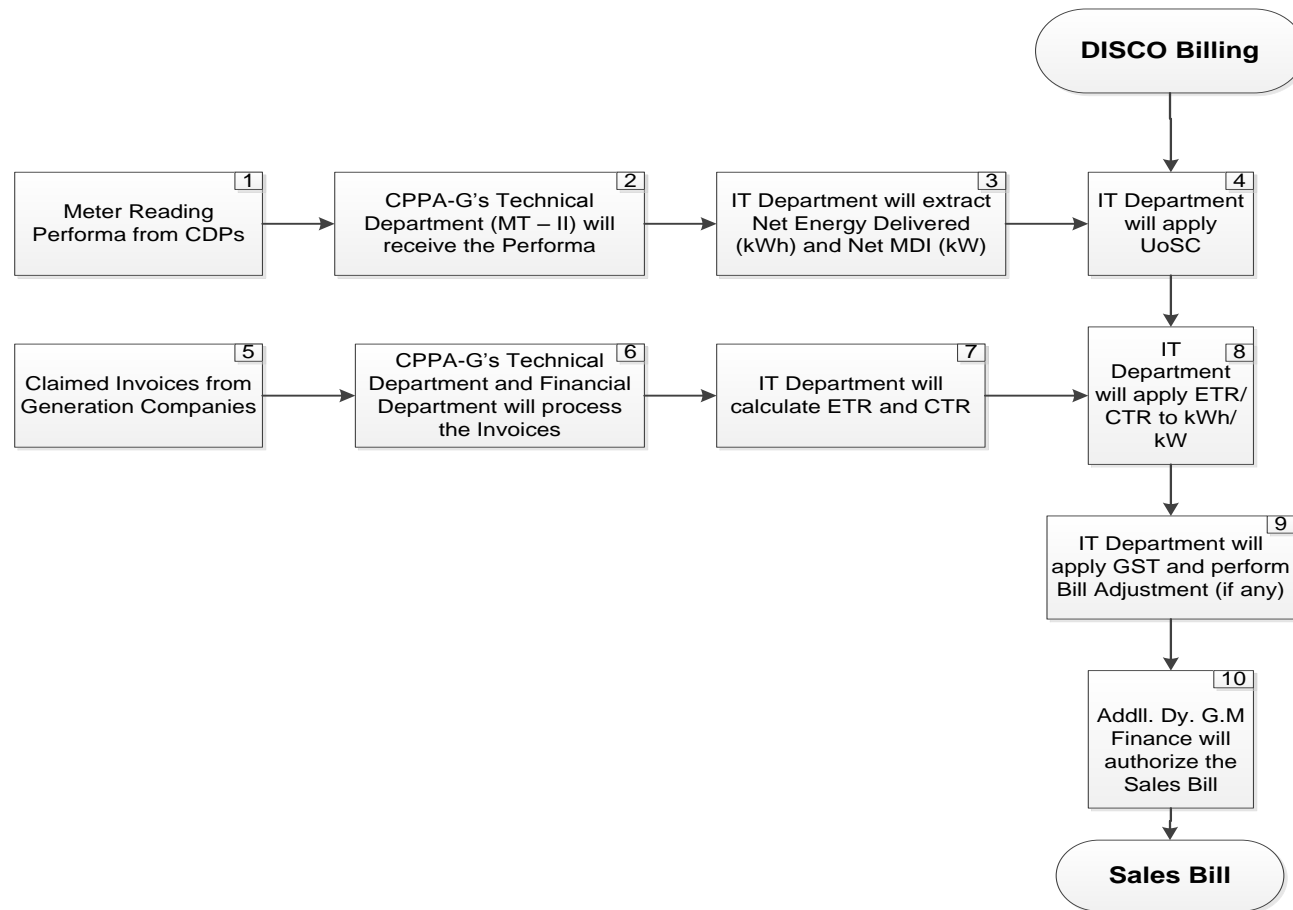 DISCO Billing
1
Meter Reading
Performa from CDPs
2
CPPA-G’s Technical
Department (MT – II) will
receive the Performa
3
IT Department will extract
Net Energy Delivered
(kWh) and Net MDI (kW)
4
IT Department
will apply
UoSC
5
Claimed Invoices from
Generation Companies
6
CPPA-G’s Technical
Department and Financial
Department will process
the Invoices
7
IT Department will
calculate ETR and CTR
8
IT
Department
will apply ETR/
CTR to kWh/
kW
9
IT Department will
apply GST and perform
Bill Adjustment (if any)
10
Addll. Dy. G.M
Finance will
authorize the
Sales Bill
Sales Bill